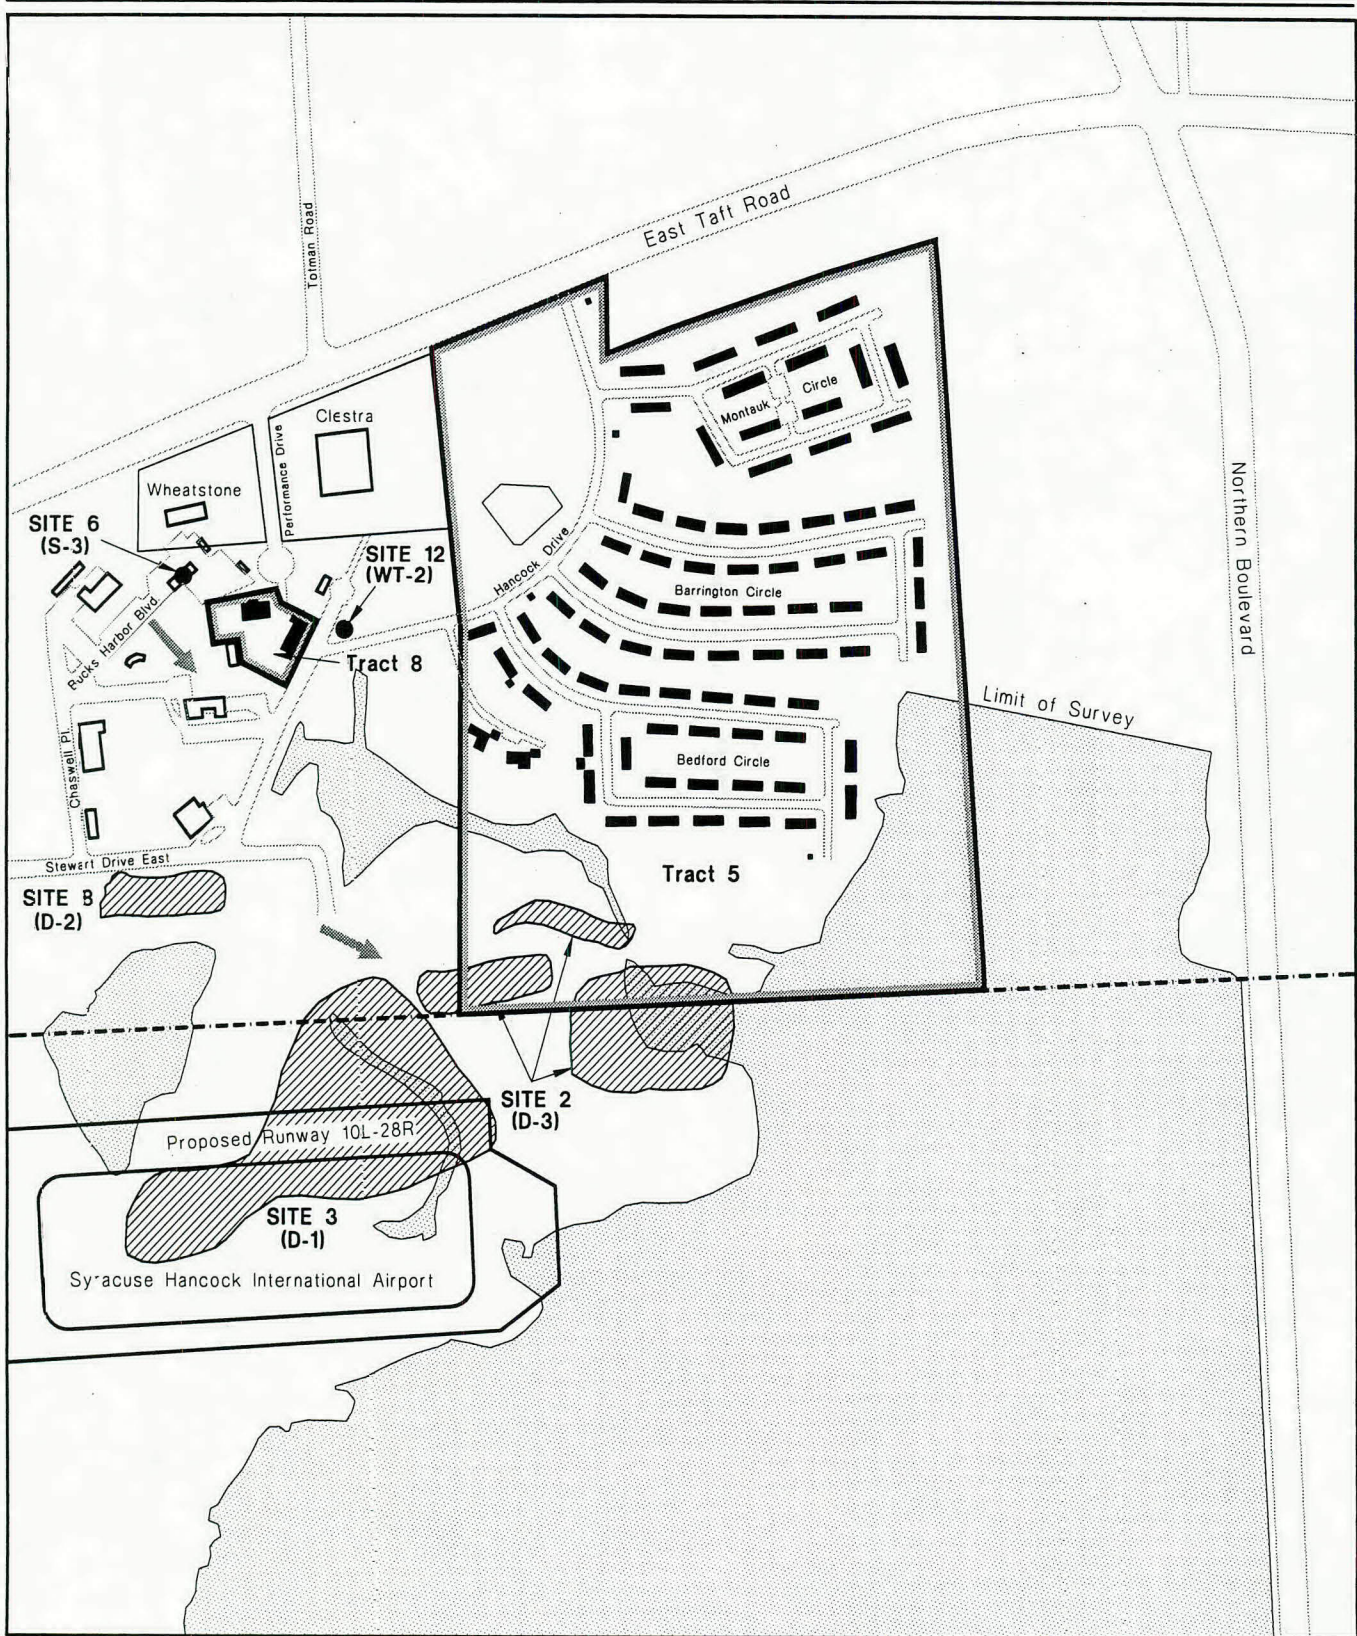 East Taft Road
Totman Road
Clestra
Performance Drive
Wheatstone
SITE 6
(S-3)
SITE 12
(WT-2)
Hancock Drive
Montauk
Circle
Northern Boulevard
Barrington Circle
Bucks Harbor Blvd.
Tract 8
Limit of Survey
Chaswell Pl.
Bedford Circle
Stewart Drive East
Tract 5
SITE B
(D-2)
SITE 2
(D-3)
Proposed Runway 10L-28R
SITE 3
(D-1)
Syracuse Hancock International Airport